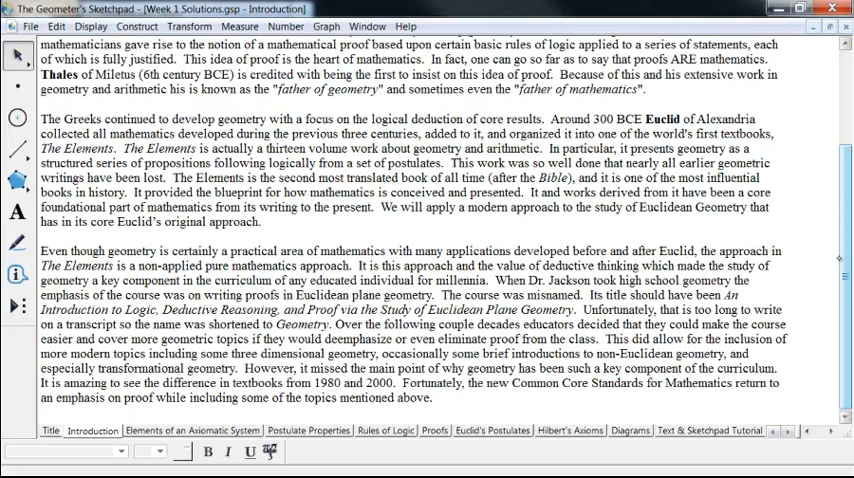 The Geometer's Sketchpad - [Week 1 Solutions.gsp - Introduction]
File Edit Display Construct Transform Measure Number Graph Window Help
mathematicians gave rise to the notion of a mathematical proof based upon certain basic rules of logic applied to a series of statements, each
of which is fully justified. This idea of proof is the heart of mathematics. In fact, one can go so far as to say that proofs ARE mathematics.
Thales of Miletus (6th century BCE) is credited with being the first to insist on this idea of proof. Because of this and his extensive work in
geometry and arithmetic his is known as the "father of geometry" and sometimes even the "father of mathematics".
The Greeks continued to develop geometry with a focus on the logical deduction of core results. Around 300 BCE Euclid of Alexandria
collected all mathematics developed during the previous three centuries, added to it, and organized it into one of the world's first textbooks,
The Elements. The Elements is actually a thirteen volume work about geometry and arithmetic. In particular, it presents geometry as a
structured series of propositions following logically from a set of postulates. This work was so well done that nearly all earlier geometric
writings have been lost. The Elements is the second most translated book of all time (after the Bible), and it is one of the most influential
books in history. It provided the blueprint for how mathematics is conceived and presented. It and works derived from it have been a core
foundational part of mathematics from its writing to the present. We will apply a modern approach to the study of Euclidean Geometry that
has in its core Euclid's original approach.
Even though geometry is certainly a practical area of mathematics with many applications developed before and after Euclid, the approach in
The Elements is a non-applied pure mathematics approach. It is this approach and the value of deductive thinking which made the study of
geometry a key component in the curriculum of any educated individual for millennia. When Dr. Jackson took high school geometry the
emphasis of the course was on writing proofs in Euclidean plane geometry. The course was misnamed. Its title should have been An
Introduction to Logic, Deductive Reasoning, and Proof via the Study of Euclidean Plane Geometry. Unfortunately, that is too long to write
on a transcript so the name was shortened to Geometry. Over the following couple decades educators decided that they could make the course
easier and cover more geometric topics if they would deemphasize or even eliminate proof from the class. This did allow for the inclusion of
more modern topics including some three dimensional geometry, occasionally some brief introductions to non-Euclidean geometry, and
especially transformational geometry. However, it missed the main point of why geometry has been such a key component of the curriculum.
It is amazing to see the difference in textbooks from 1980 and 2000. Fortunately, the new Common Core Standards for Mathematics return to
an emphasis on proof while including some of the topics mentioned above.
Title Introduction Elements of an Axiomatic System Postulate Properties Rules of Logic Proofs Euclid's Postulates Hilbert's Axioms Diagrams Text & Sketchpad Tutorial
B I U